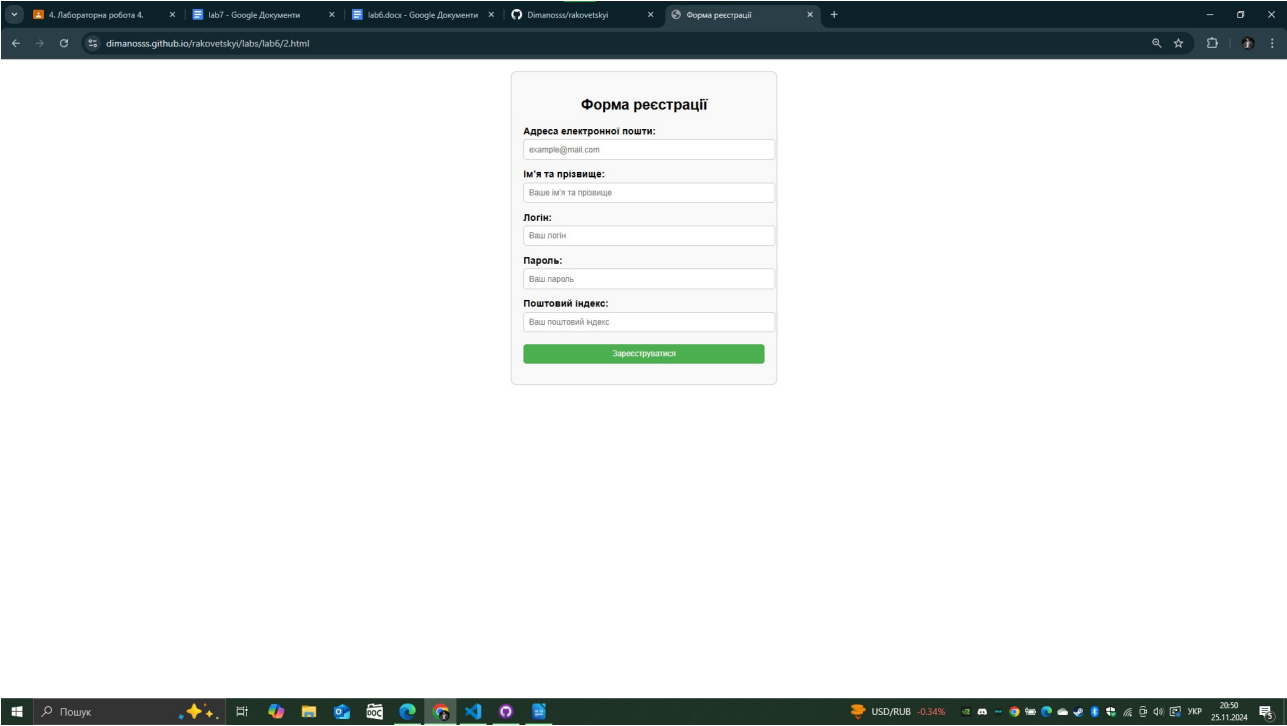 4. Лабораторна робота 4.
lab7 - Google Документи
lab6.docx - Google Документи
Dimanosss/rakovetskyi
Форма реєстрації
dimanosss.github.io/rakovetskyi/labs/lab6/2.html
Форма реєстрації
Адреса електронної пошти:
example@mail.com
Ім'я та прізвище:
Ваше ім'я та прізвище
Логін:
Ваш логін
Пароль:
Ваш пароль
Поштовий індекс:
Ваш поштовий індекс
Зареєструватися
Пошук
DOC
USD/RUB -0.34%
УКР
20:50
25.11.2024